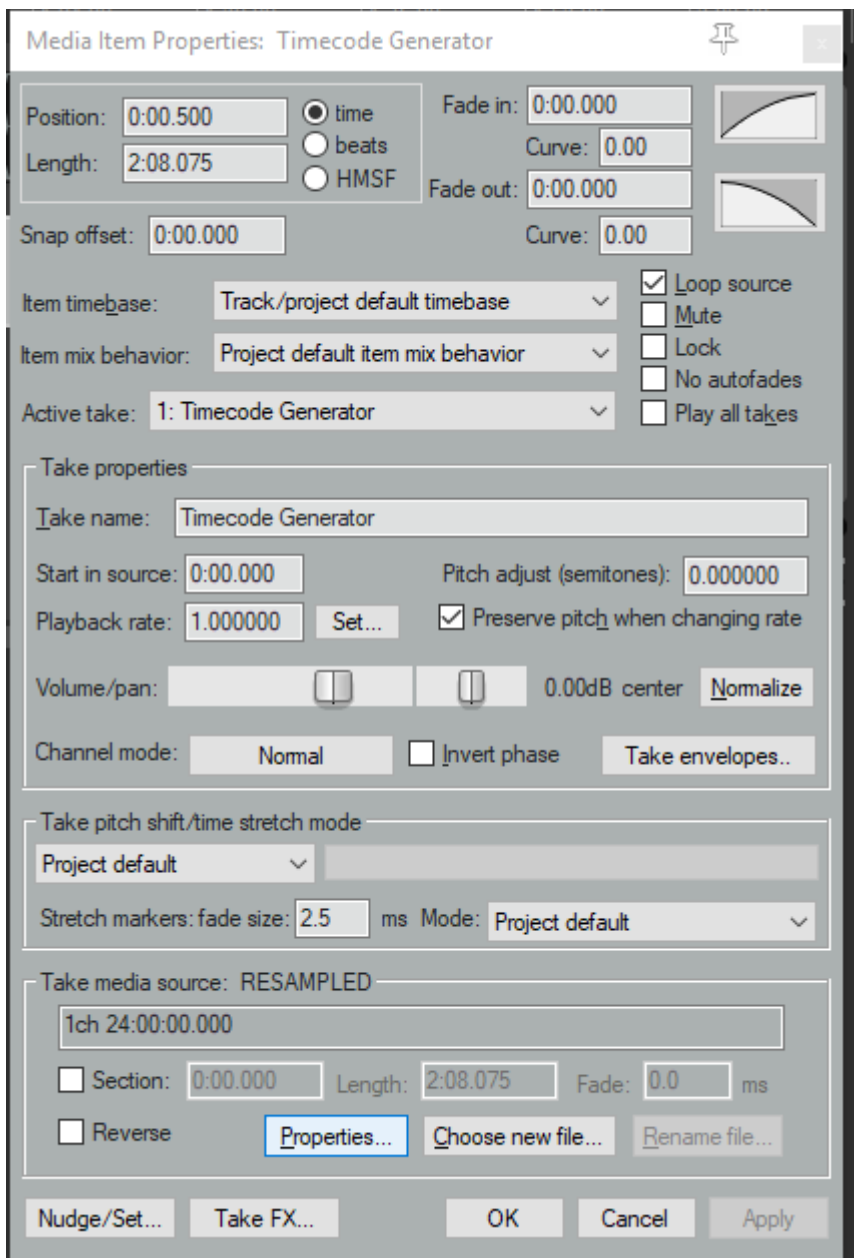 Media Item Properties: Timecode Generator
Position: 0:00.500
Length: 2:08.075
time
beats
HMSF
Fade in: 0:00.000
Curve: 0.00
Fade out: 0:00.000
Curve: 0.00
Snap offset: 0:00.000
Item timebase: Track/project default timebase
Item mix behavior: Project default item mix behavior
Active take: 1: Timecode Generator
Loop source
Mute
Lock
No autofades
Play all takes
Take properties
Take name: Timecode Generator
Start in source: 0:00.000 Pitch adjust (semitones): 0.000000
Playback rate: 1.000000 Set... Preserve pitch when changing rate
Volume/pan: 0.00dB center Normalize
Channel mode: Normal Invert phase Take envelopes..
Take pitch shift/time stretch mode
Project default
Stretch markers: fade size: 2.5 ms Mode: Project default
Take media source: RESAMPLED
1ch 24:00:00.000
Section: 0:00.000 Length: 2:08.075 Fade: 0.0 ms
Reverse Properties... Choose new file... Rename file...
Nudge/Set... Take FX... OK Cancel Apply